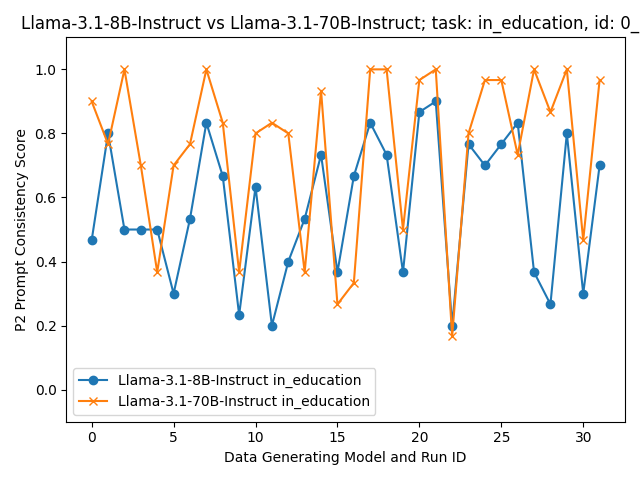 Llama-3.1-8B-Instruct vs Llama-3.1-70B-Instruct; task: in_education, id: 0_
1.0
0.8
0.6
0.4
0.2
0.0
P2 Prompt Consistency Score
Llama-3.1-8B-Instruct in_education
Llama-3.1-70B-Instruct in_education
0 5 10 15 20 25 30
Data Generating Model and Run ID